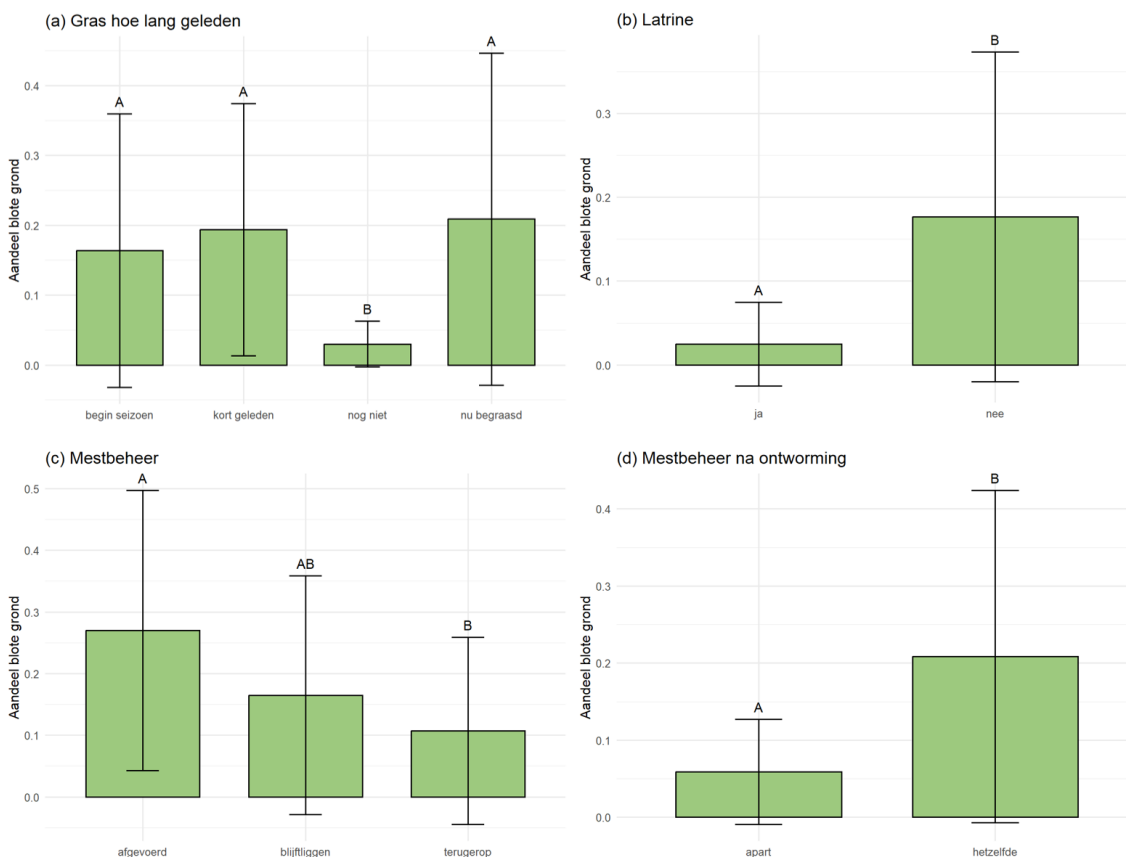 (a) Gras hoe lang geleden
Aandeel blote grond
0.4
0.3
0.2
0.1
0.0
A
A
B
A
begin seizoen
kort geleden
nog niet
nu begraasd
(b) Latrine
Aandeel blote grond
0.3
0.2
0.1
0.0
A
B
ja
nee
(c) Mestbeheer
Aandeel blote grond
0.5
0.4
0.3
0.2
0.1
0.0
A
AB
B
afgevoerd
blijftliggen
terugerop
(d) Mestbeheer na ontworming
Aandeel blote grond
0.4
0.3
0.2
0.1
0.0
A
B
apart
hetzelfde